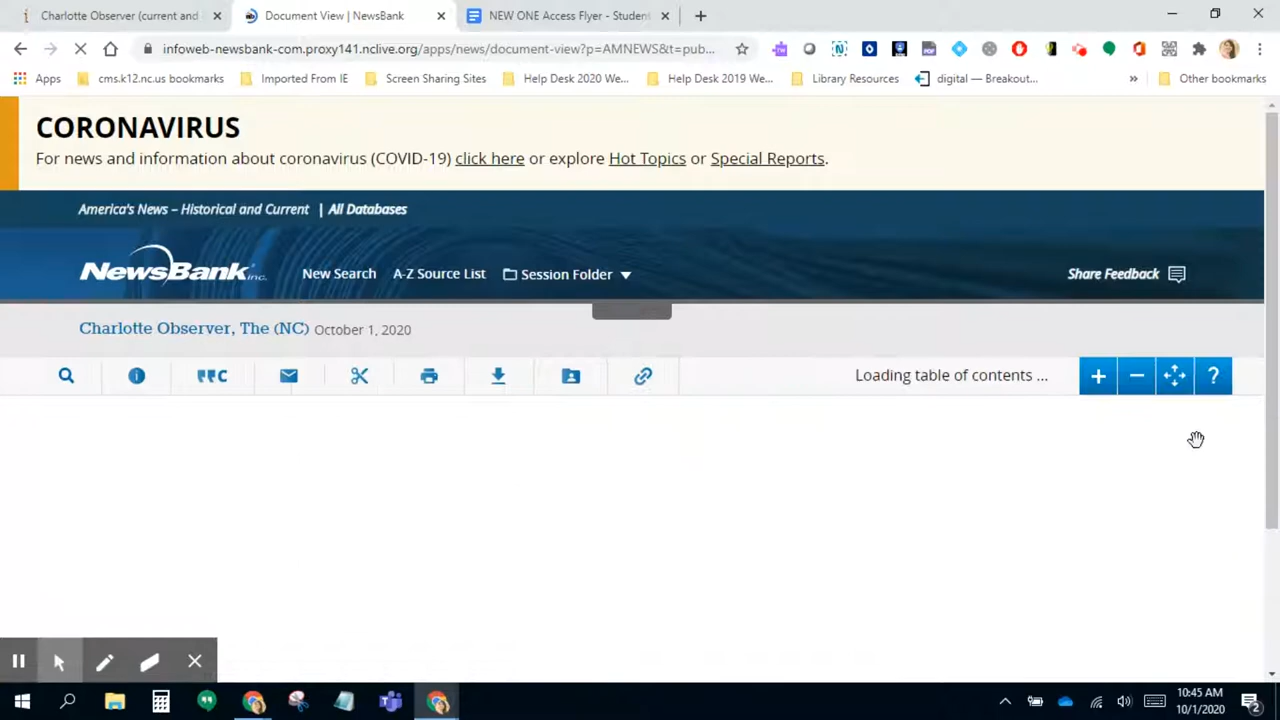 Charlotte Observer (current and
Document View | NewsBank
NEW ONE Access Flyer - Student
infoweb-newsbank-com.proxy141.nclive.org/apps/news/document-view?p=AMNEWS&t=pub...
Apps
cms.k12.nc.us bookmarks
Imported From IE
Screen Sharing Sites
Help Desk 2020 We...
Help Desk 2019 We...
Library Resources
digital — Breakout...
»
Other bookmarks
CORONAVIRUS
For news and information about coronavirus (COVID-19) click here or explore Hot Topics or Special Reports.
America's News – Historical and Current | All Databases
NewsBank inc.
New Search
A-Z Source List
Session Folder
Share Feedback
Charlotte Observer, The (NC) October 1, 2020
Loading table of contents ...
+ − ?
10:45 AM
10/1/2020
2